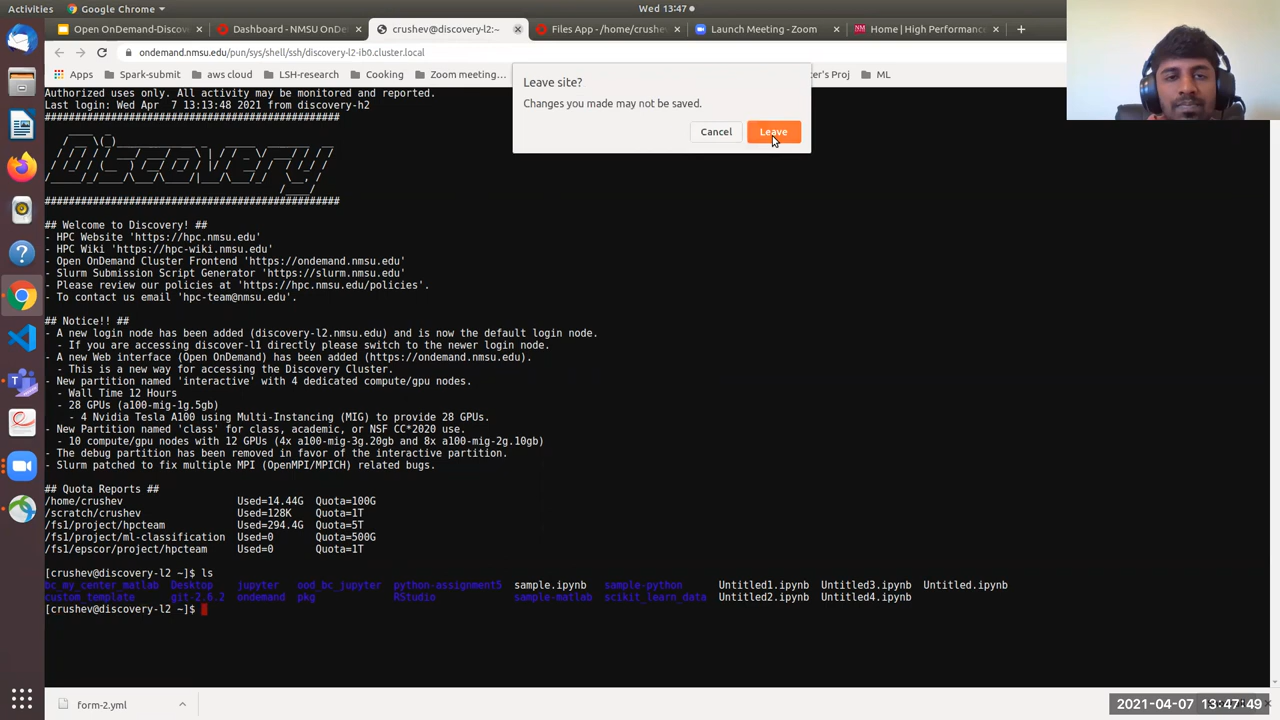 Activities
Google Chrome
Wed 13:47
Open OnDemand-Discov
Dashboard - NMSU OnD
crushev@discovery-l2:~
Files App - /home/crushe
Launch Meeting - Zoom
Home | High Performanc
ondemand.nmsu.edu/pun/sys/shell/ssh/discovery-l2-ib0.cluster.local
Apps
Spark-submit
aws cloud
LSH-research
Cooking
Zoom meeting…
ter's Proj
ML
Leave site?
Changes you made may not be saved.
Cancel
Leave
Authorized uses only. All activity may be monitored and reported.
Last login: Wed Apr  7 13:13:48 2021 from discovery-h2
#################################################
Discovery
#################################################
## Welcome to Discovery! ##
- HPC Website 'https://hpc.nmsu.edu'
- HPC Wiki 'https://hpc-wiki.nmsu.edu'
- Open OnDemand Cluster Frontend 'https://ondemand.nmsu.edu'
- Slurm Submission Script Generator 'https://slurm.nmsu.edu'
- Please review our policies at 'https://hpc.nmsu.edu/policies'.
- To contact us email 'hpc-team@nmsu.edu'.
## Notice!! ##
- A new login node has been added (discovery-l2.nmsu.edu) and is now the default login node.
- If you are accessing discover-l1 directly please switch to the newer login node.
- A new Web interface (Open OnDemand) has been added (https://ondemand.nmsu.edu).
- This is a new way for accessing the Discovery Cluster.
- New partition named 'interactive' with 4 dedicated compute/gpu nodes.
- Wall Time 12 Hours
- 28 GPUs (a100-mig-1g.5gb)
- 4 Nvidia Tesla A100 using Multi-Instancing (MIG) to provide 28 GPUs.
- New Partition named 'class' for class, academic, or NSF CC*2020 use.
- 10 compute/gpu nodes with 12 GPUs (4x a100-mig-3g.20gb and 8x a100-mig-2g.10gb)
- The debug partition has been removed in favor of the interactive partition.
- Slurm patched to fix multiple MPI (OpenMPI/MPICH) related bugs.
## Quota Reports ##
/home/crushev Used=14.44G Quota=100G
/scratch/crushev Used=128K Quota=1T
/fs1/project/hpcteam Used=294.4G Quota=5T
/fs1/project/ml-classification Used=0 Quota=500G
/fs1/epscor/project/hpcteam Used=0 Quota=1T
[crushev@discovery-l2 ~]$ ls
bc_my_center_matlab Desktop jupyter ood_bc_jupyter python-assignment5 sample.ipynb sample-python Untitled1.ipynb Untitled3.ipynb Untitled.ipynb
custom_template git-2.6.2 ondemand pkg RStudio sample-matlab scikit_learn_data Untitled2.ipynb Untitled4.ipynb
[crushev@discovery-l2 ~]$
form-2.yml
2021-04-07 13:47:49